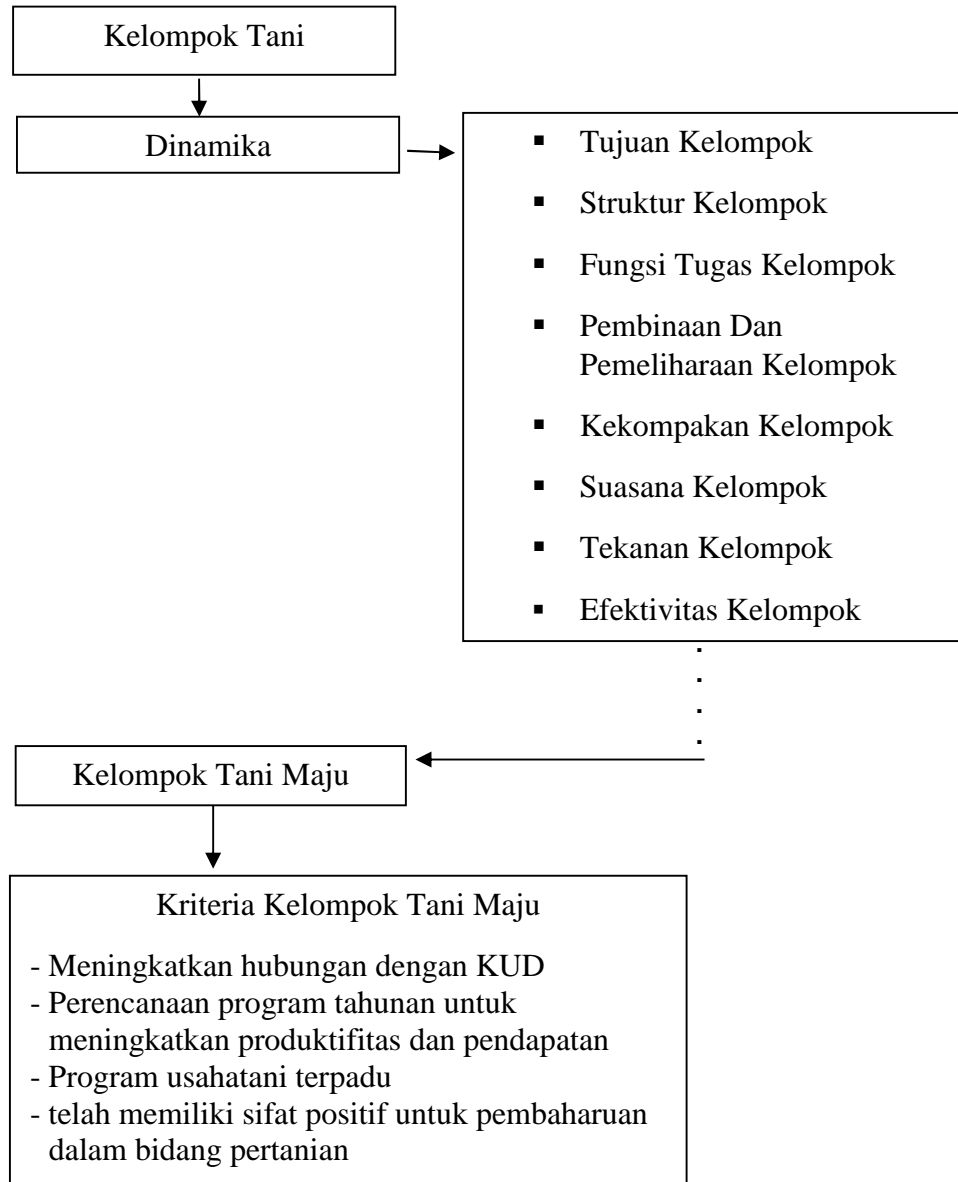 Kelompok Tani
Dinamika
▪ Tujuan Kelompok
▪ Struktur Kelompok
▪ Fungsi Tugas Kelompok
▪ Pembinaan Dan
Pemeliharaan Kelompok
▪ Kekompakan Kelompok
▪ Suasana Kelompok
▪ Tekanan Kelompok
▪ Efektivitas Kelompok
Kelompok Tani Maju
Kriteria Kelompok Tani Maju
- Meningkatkan hubungan dengan KUD
- Perencanaan program tahunan untuk
meningkatkan produktifitas dan pendapatan
- Program usahatani terpadu
- telah memiliki sifat positif untuk pembaharuan
dalam bidang pertanian